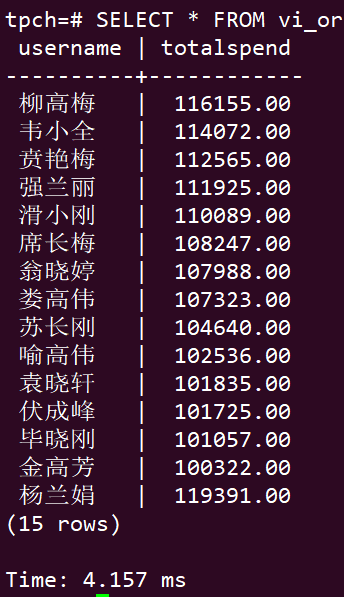 tpch=# SELECT * FROM vi_or
username | totalspend
----------+------------
柳高梅 | 116155.00
韦小全 | 114072.00
贲艳梅 | 112565.00
强兰丽 | 111925.00
滑小刚 | 110089.00
席长梅 | 108247.00
翁晓婷 | 107988.00
娄高伟 | 107323.00
苏长刚 | 104640.00
喻高伟 | 102536.00
袁晓轩 | 101835.00
伏成峰 | 101725.00
毕晓刚 | 101057.00
金高芳 | 100322.00
杨兰娟 | 119391.00
(15 rows)
Time: 4.157 ms